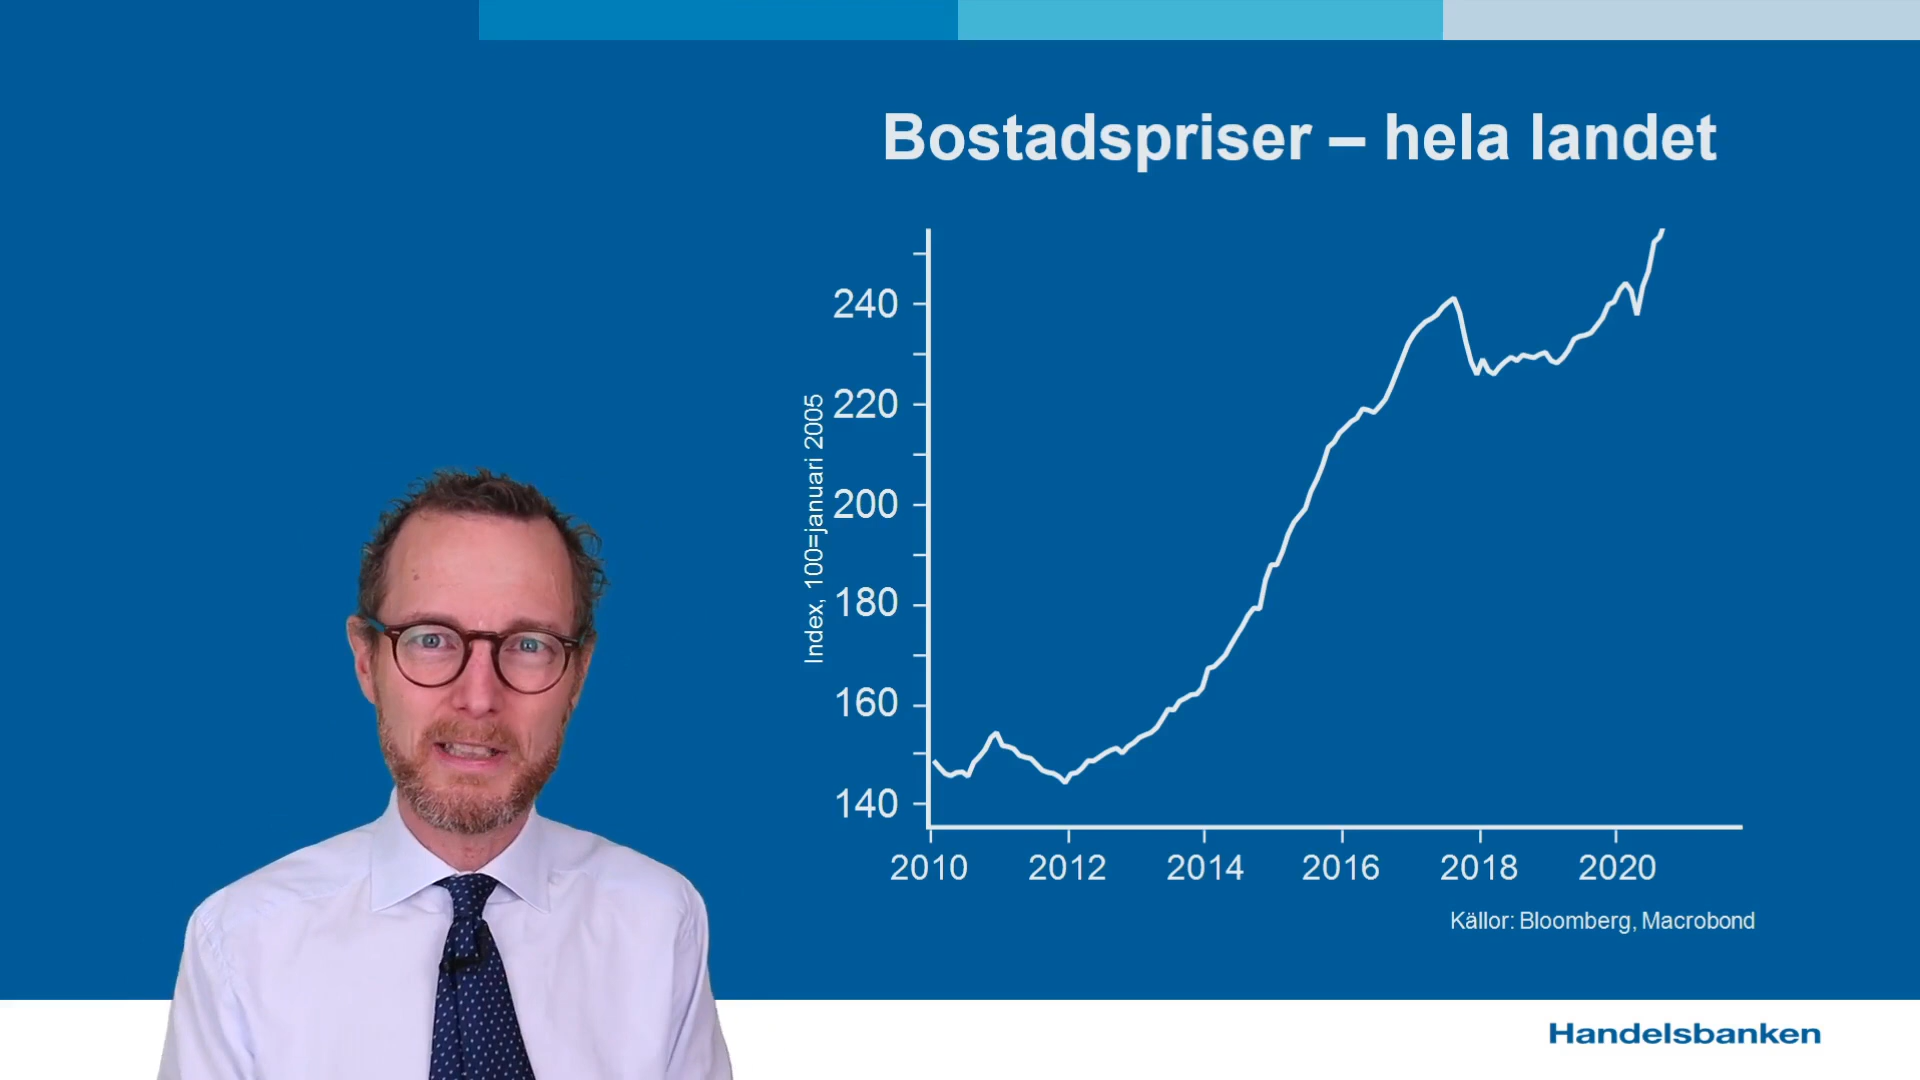 Bostadspriser – hela landet
Index, 100=januari 2005
240
220
200
180
160
140
2010 2012 2014 2016 2018 2020
Källor: Bloomberg, Macrobond
Handelsbanken